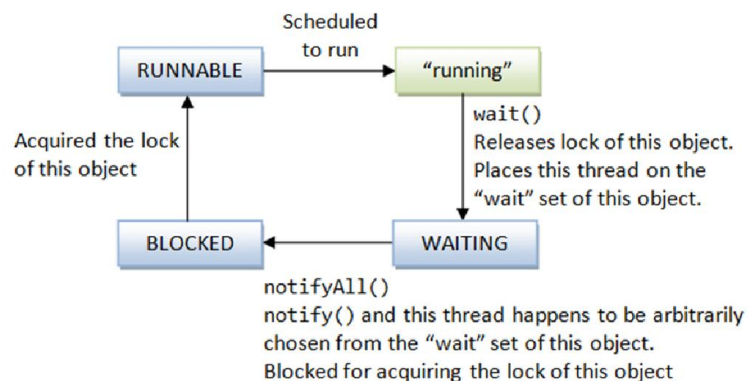 Scheduled
to run
RUNNABLE
“running”
wait()
Releases lock of this object.
Places this thread on the
“wait” set of this object.
Acquired the lock
of this object
BLOCKED
WAITING
notifyAll()
notify() and this thread happens to be arbitrarily
chosen from the “wait” set of this object.
Blocked for acquiring the lock of this object